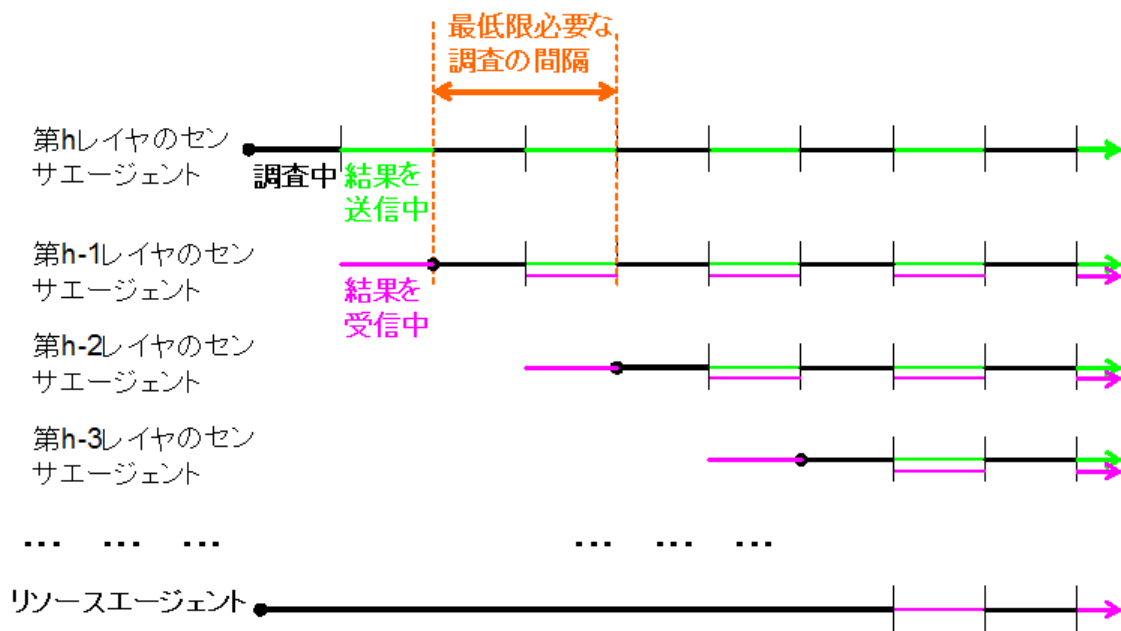 最低限必要な
調査の間隔
第hレイヤのセン
サエージェント
調査中
結果を
送信中
第h-1レイヤのセン
サエージェント
結果を
受信中
第h-2レイヤのセン
サエージェント
第h-3レイヤのセン
サエージェント
… … … … … …
リソースエージェント